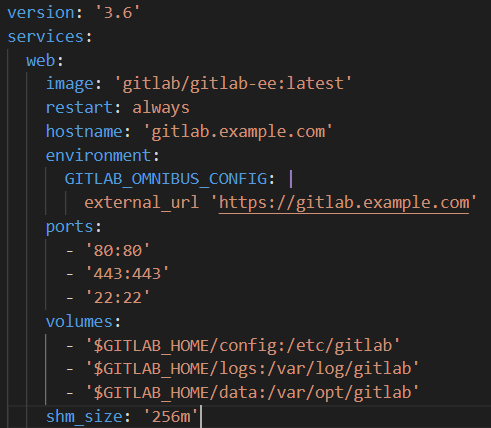 version: '3.6'
services:
  web:
    image: 'gitlab/gitlab-ee:latest'
    restart: always
    hostname: 'gitlab.example.com'
    environment:
      GITLAB_OMNIBUS_CONFIG: |
        external_url 'https://gitlab.example.com'
    ports:
      - '80:80'
      - '443:443'
      - '22:22'
    volumes:
      - '$GITLAB_HOME/config:/etc/gitlab'
      - '$GITLAB_HOME/logs:/var/log/gitlab'
      - '$GITLAB_HOME/data:/var/opt/gitlab'
    shm_size: '256m'